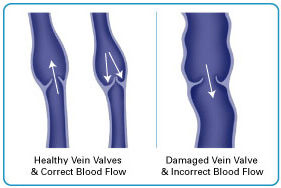 Healthy Vein Valves
& Correct Blood Flow
Damaged Vein Valve
& Incorrect Blood Flow